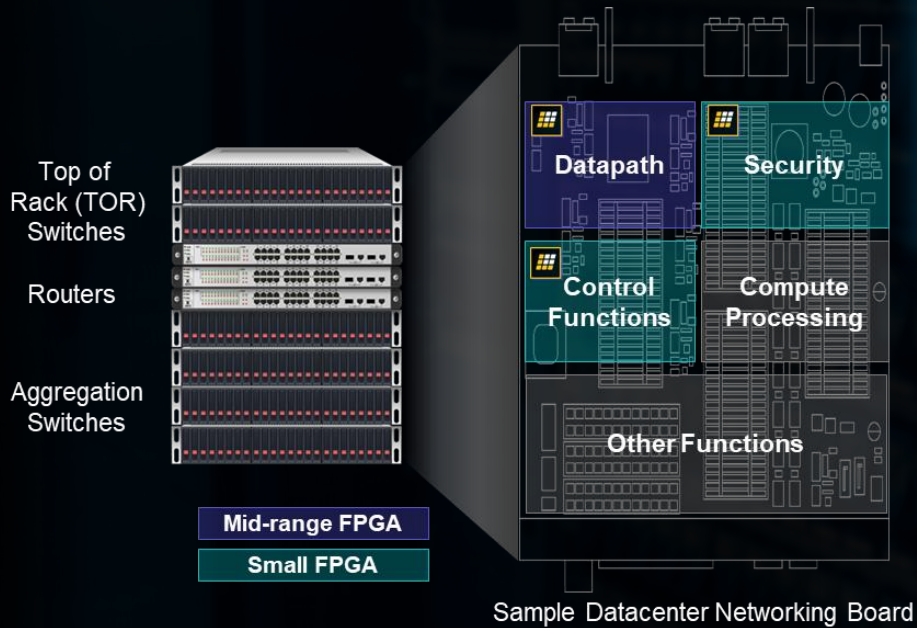 Top of
Rack (TOR)
Switches
Routers
Aggregation
Switches
Datapath
Security
Control
Functions
Compute
Processing
Other Functions
Mid-range FPGA
Small FPGA
Sample Datacenter Networking Board